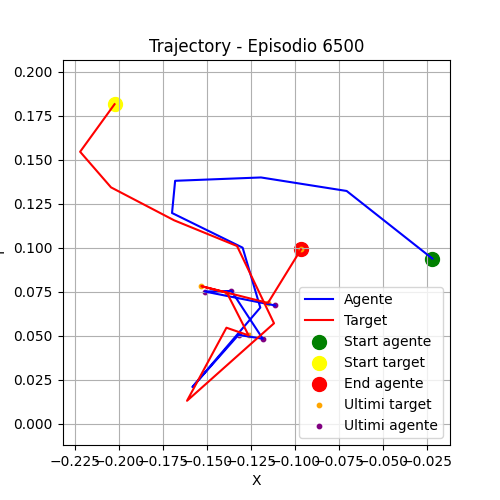 Trajectory - Episodio 6500
0.200
0.175
0.150
0.125
0.100
0.075
0.050
0.025
0.000
Agente
Target
Start agente
Start target
End agente
Ultimi target
Ultimi agente
−0.225 −0.200 −0.175 −0.150 −0.125 −0.100 −0.075 −0.050 −0.025
X